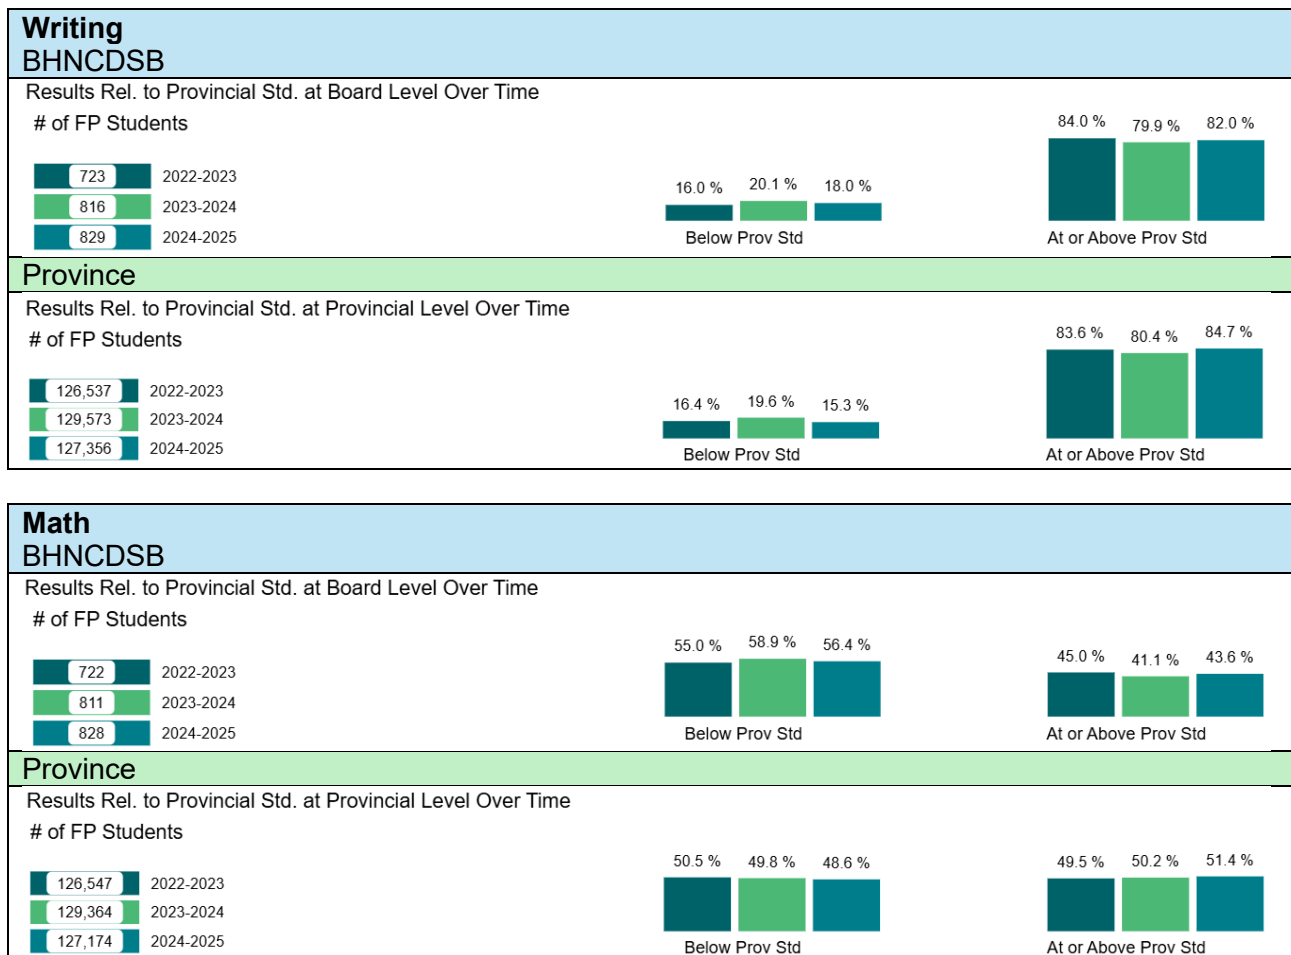 Writing
BHNCDSB
Results Rel. to Provincial Std. at Board Level Over Time
# of FP Students
723 2022-2023
816 2023-2024
829 2024-2025
16.0 % 20.1 % 18.0 %
Below Prov Std
84.0 % 79.9 % 82.0 %
At or Above Prov Std
Province
Results Rel. to Provincial Std. at Provincial Level Over Time
# of FP Students
126,537 2022-2023
129,573 2023-2024
127,356 2024-2025
16.4 % 19.6 % 15.3 %
Below Prov Std
83.6 % 80.4 % 84.7 %
At or Above Prov Std
Math
BHNCDSB
Results Rel. to Provincial Std. at Board Level Over Time
# of FP Students
722 2022-2023
811 2023-2024
828 2024-2025
55.0 % 58.9 % 56.4 %
Below Prov Std
45.0 % 41.1 % 43.6 %
At or Above Prov Std
Province
Results Rel. to Provincial Std. at Provincial Level Over Time
# of FP Students
126,547 2022-2023
129,364 2023-2024
127,174 2024-2025
50.5 % 49.8 % 48.6 %
Below Prov Std
49.5 % 50.2 % 51.4 %
At or Above Prov Std